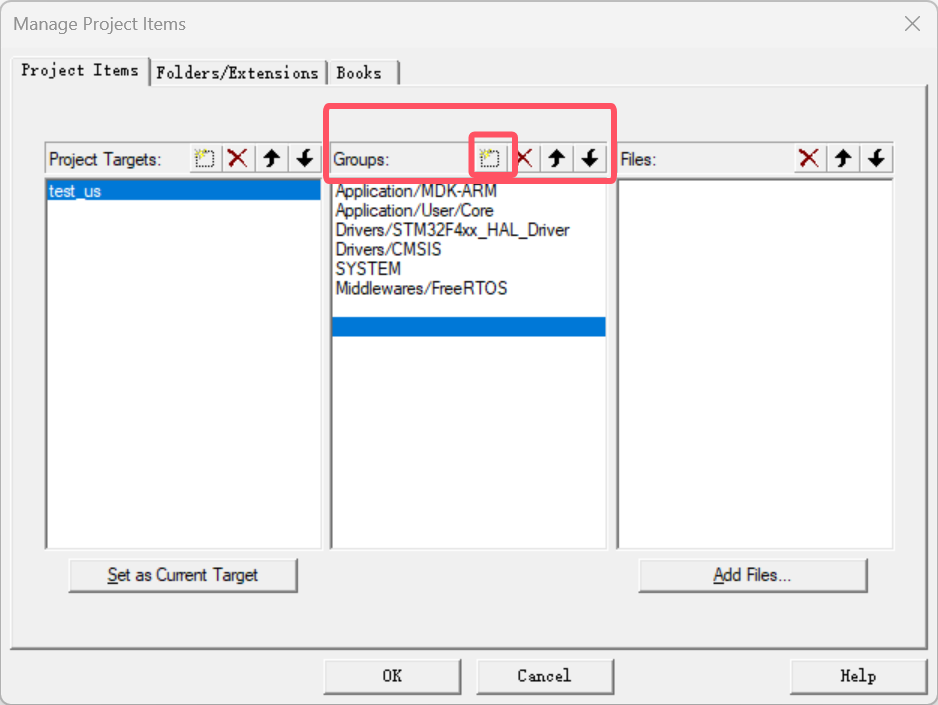 Manage Project Items
Project Items Folders/Extensions Books
Project Targets: Groups: Files:
test_us
Application/MDK-ARM
Application/User/Core
Drivers/STM32F4xx_HAL_Driver
Drivers/CMSIS
SYSTEM
Middlewares/FreeRTOS
Set as Current Target Add Files...
OK Cancel Help